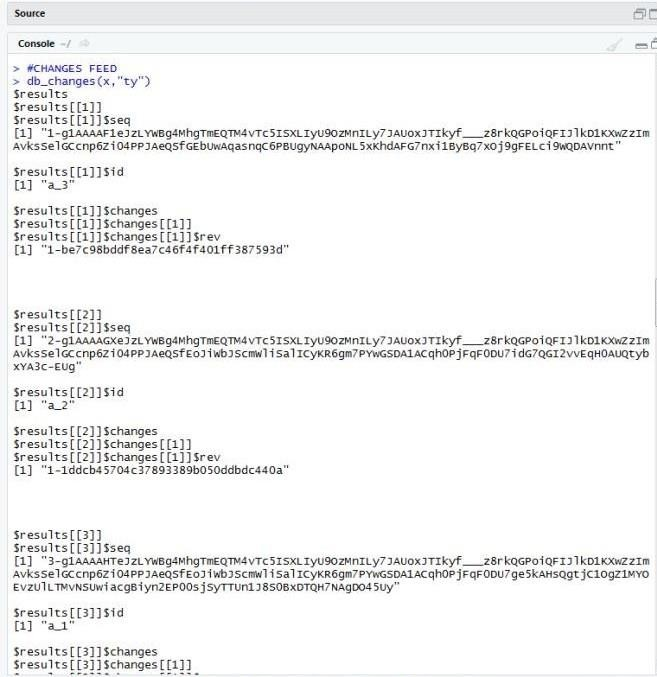 Source
Console ~/
> #CHANGES FEED
> db_changes(x,"ty")
$results
$results[[1]]
$results[[1]]$seq
[1] "1-g1AAAAF1eJzLYWBg4MhgTmEQTM4vTc5ISXLIyU9OzMnILy7JAUoxJTIkyf___z8rkQGPoiQFIJlkD1KXwZzIm
AvksSelGCcnp6Zi04PPJAeQSfGEbUwAqasnqC6PBUgyNAApoNL5xKhdAFG7nxi1ByBq7xOj9gFELci9WQDAVnnt"
$results[[1]]$id
[1] "a_3"
$results[[1]]$changes
$results[[1]]$changes[[1]]
$results[[1]]$changes[[1]]$rev
[1] "1-be7c98bddf8ea7c46f4f401ff387593d"
$results[[2]]
$results[[2]]$seq
[1] "2-g1AAAAGXeJzLYWBg4MhgTmEQTM4vTc5ISXLIyU9OzMnILy7JAUoxJTIkyf___z8rkQGPoiQFIJlkD1KXwZzIm
AvksSelGCcnp6Zi04PPJAeQSfEoJiWbJScmWliSalICyKR6gm7PYWGSDA1ACqhOPjFqF0DU7idG7QGI2vvEqH0AUQtyb
xYA3c-EUg"
$results[[2]]$id
[1] "a_2"
$results[[2]]$changes
$results[[2]]$changes[[1]]
$results[[2]]$changes[[1]]$rev
[1] "1-1ddcb45704c37893389b050ddbdc440a"
$results[[3]]
$results[[3]]$seq
[1] "3-g1AAAAHTeJzLYWBg4MhgTmEQTM4vTc5ISXLIyU9OzMnILy7JAUoxJTIkyf___z8rkQGPoiQFIJlkD1KXwZzIm
AvksSelGCcnp6Zi04PPJAeQSfEoJiWbJScmWliSalICyKR6gm7PYWGSDA1ACqhOPjFqF0DU7ge5kAHsQgtjC1OgZ1MYO
EvzUlLTMvNSUwiacgBiyn2EPOOsjSyTTUn1J8SOBxDTQH7NAgDO45Uy"
$results[[3]]$id
[1] "a_1"
$results[[3]]$changes
$results[[3]]$changes[[1]]